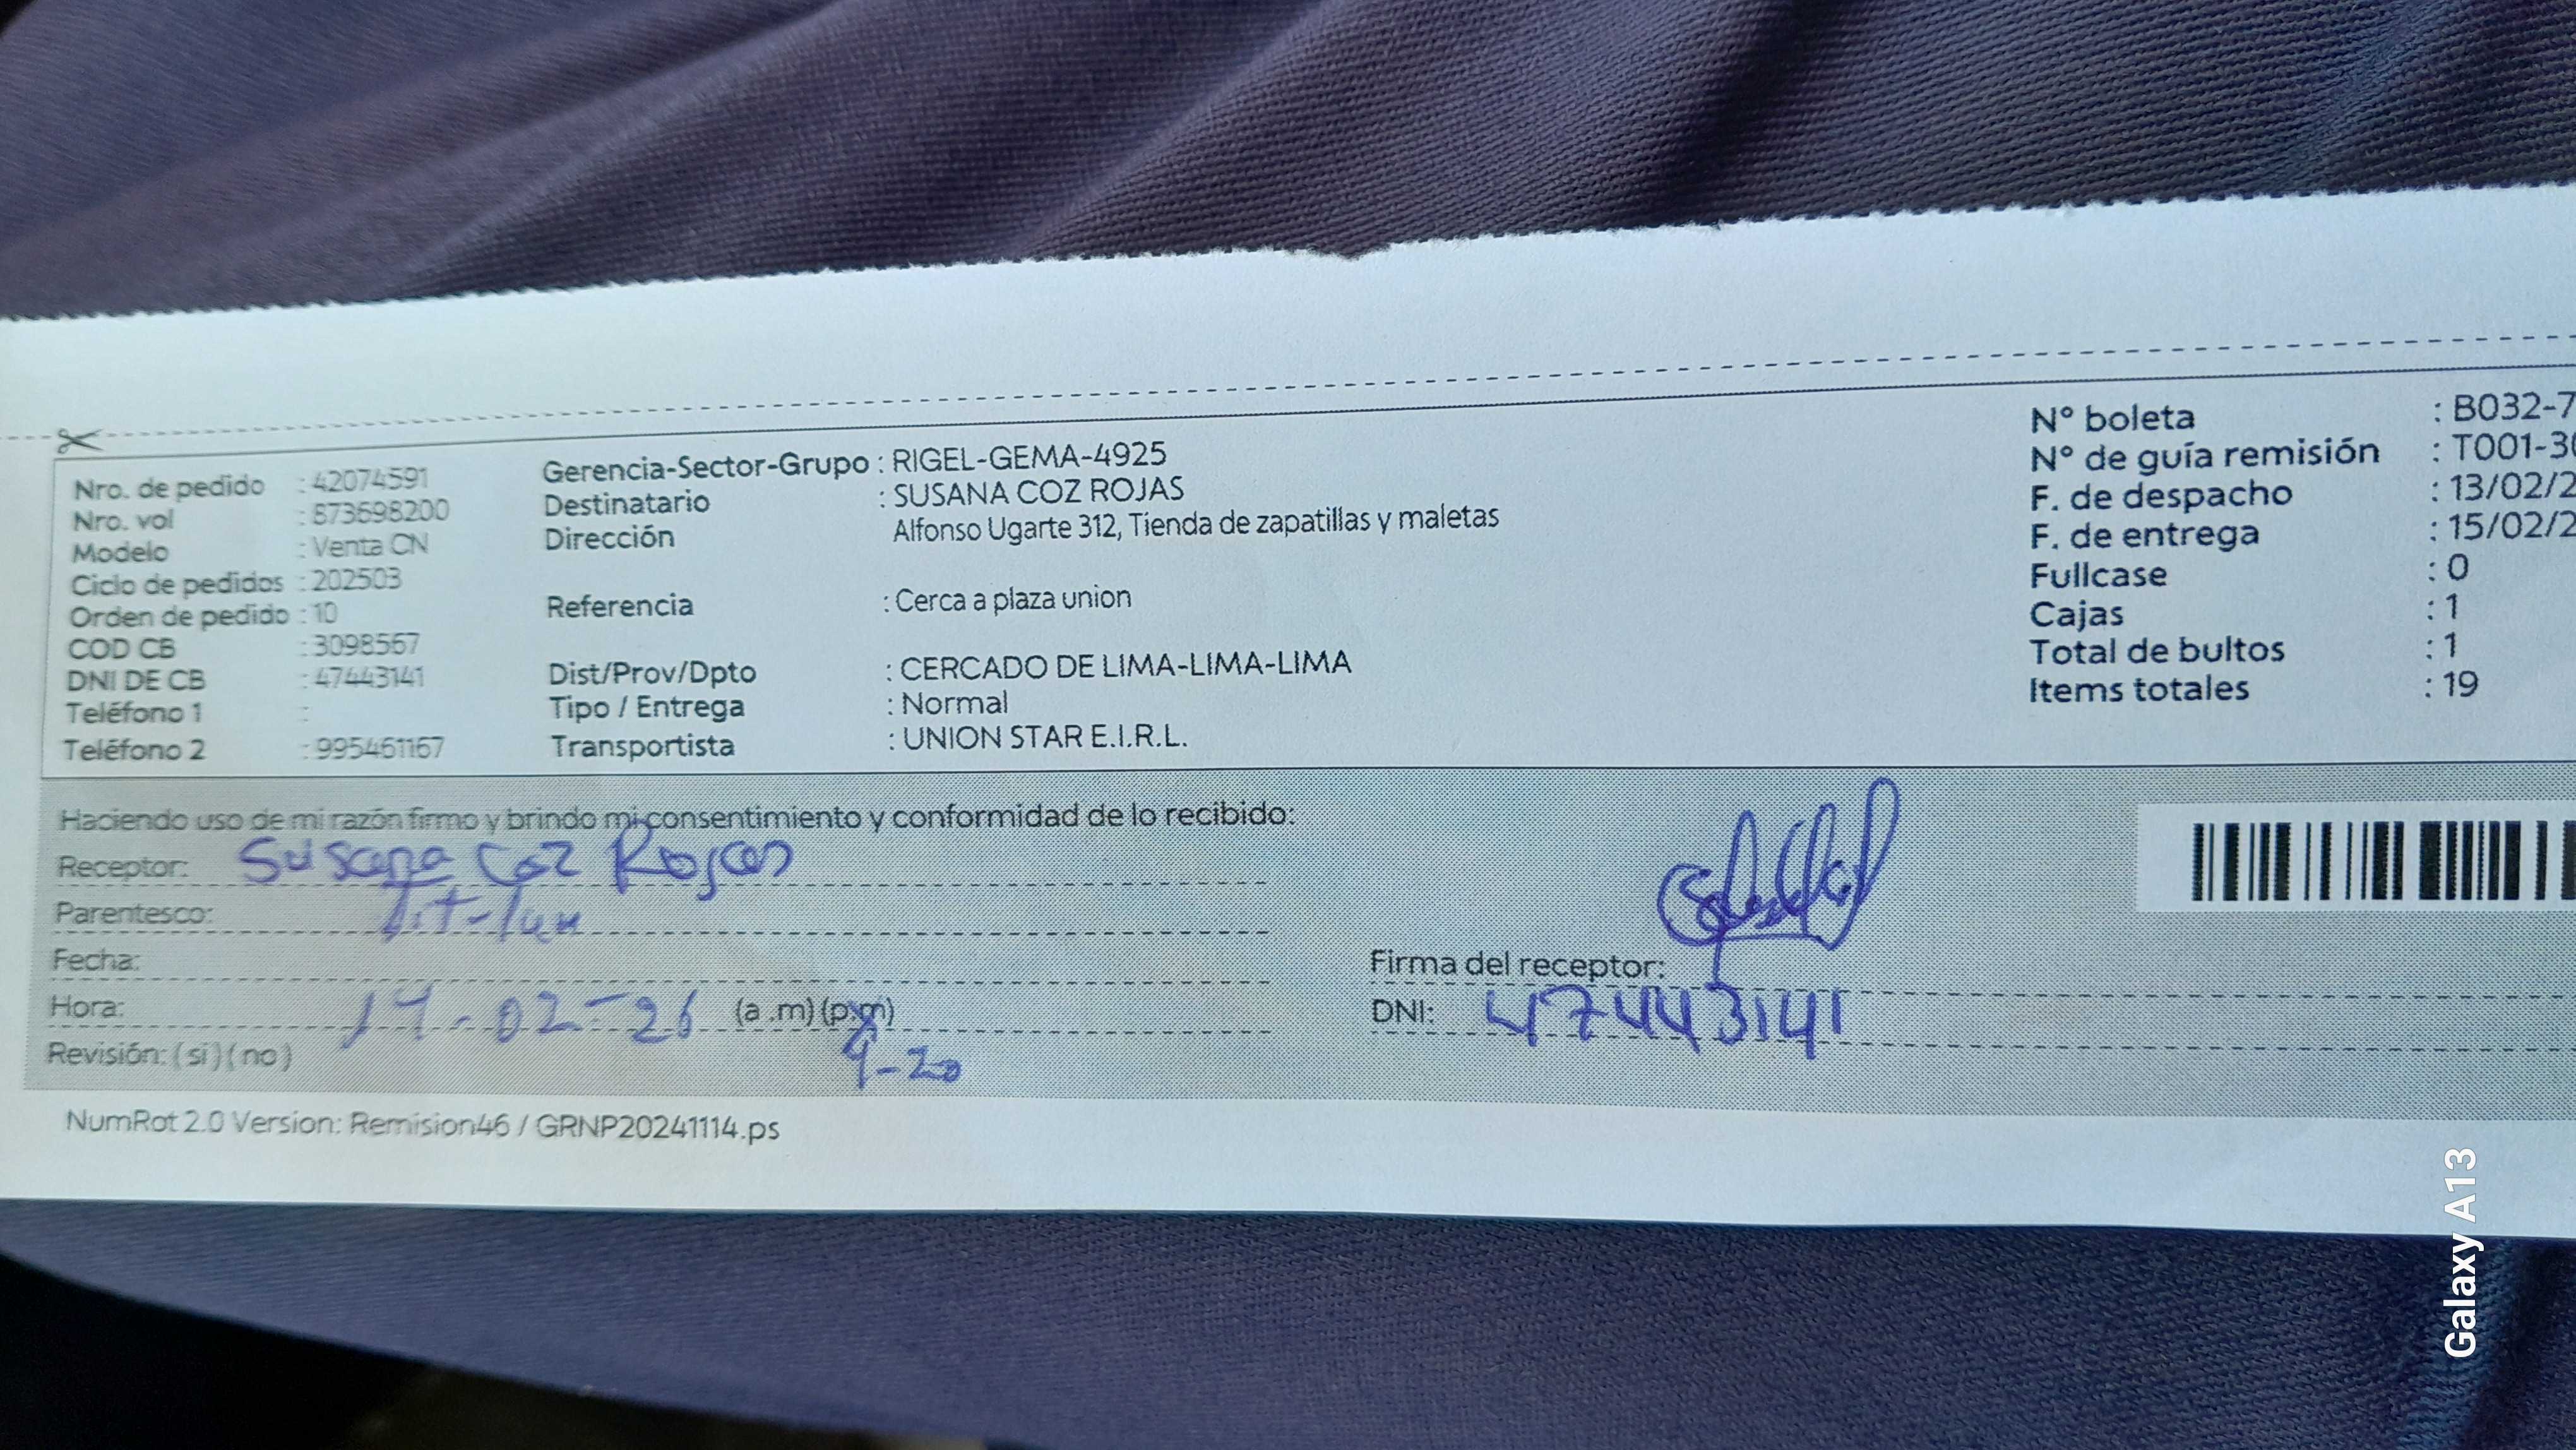 Nro. de pedido : 42074591
Nro. vol : 873698200
Modelo : Venta CN
Ciclo de pedidos : 202503
Orden de pedido : 10
COD CB : 3098567
DNI DE CB : 47443141
Teléfono 1 :
Teléfono 2 : 995461167
Gerencia-Sector-Grupo : RIGEL-GEMA-4925
Destinatario : SUSANA COZ ROJAS
Dirección Alfonso Ugarte 312, Tienda de zapatillas y maletas
Referencia : Cerca a plaza union
Dist/Prov/Dpto : CERCADO DE LIMA-LIMA-LIMA
Tipo / Entrega : Normal
Transportista : UNION STAR E.I.R.L.
N° boleta : B032-7
N° de guía remisión : T001-30
F. de despacho : 13/02/2
F. de entrega : 15/02/2
Fullcase : 0
Cajas : 1
Total de bultos : 1
Items totales : 19
Haciendo uso de mi razón firmo y brindo mi consentimiento y conformidad de lo recibido:
Receptor: Susana Coz Rojas
Parentesco:
Fecha:
Hora: 14-02-26 (a .m) (p.m)
4-20
Revisión: (si) (no)
Firma del receptor:
DNI: 47443141
NumRot 2.0 Version: Remision46 / GRNP20241114.ps
Galaxy A13